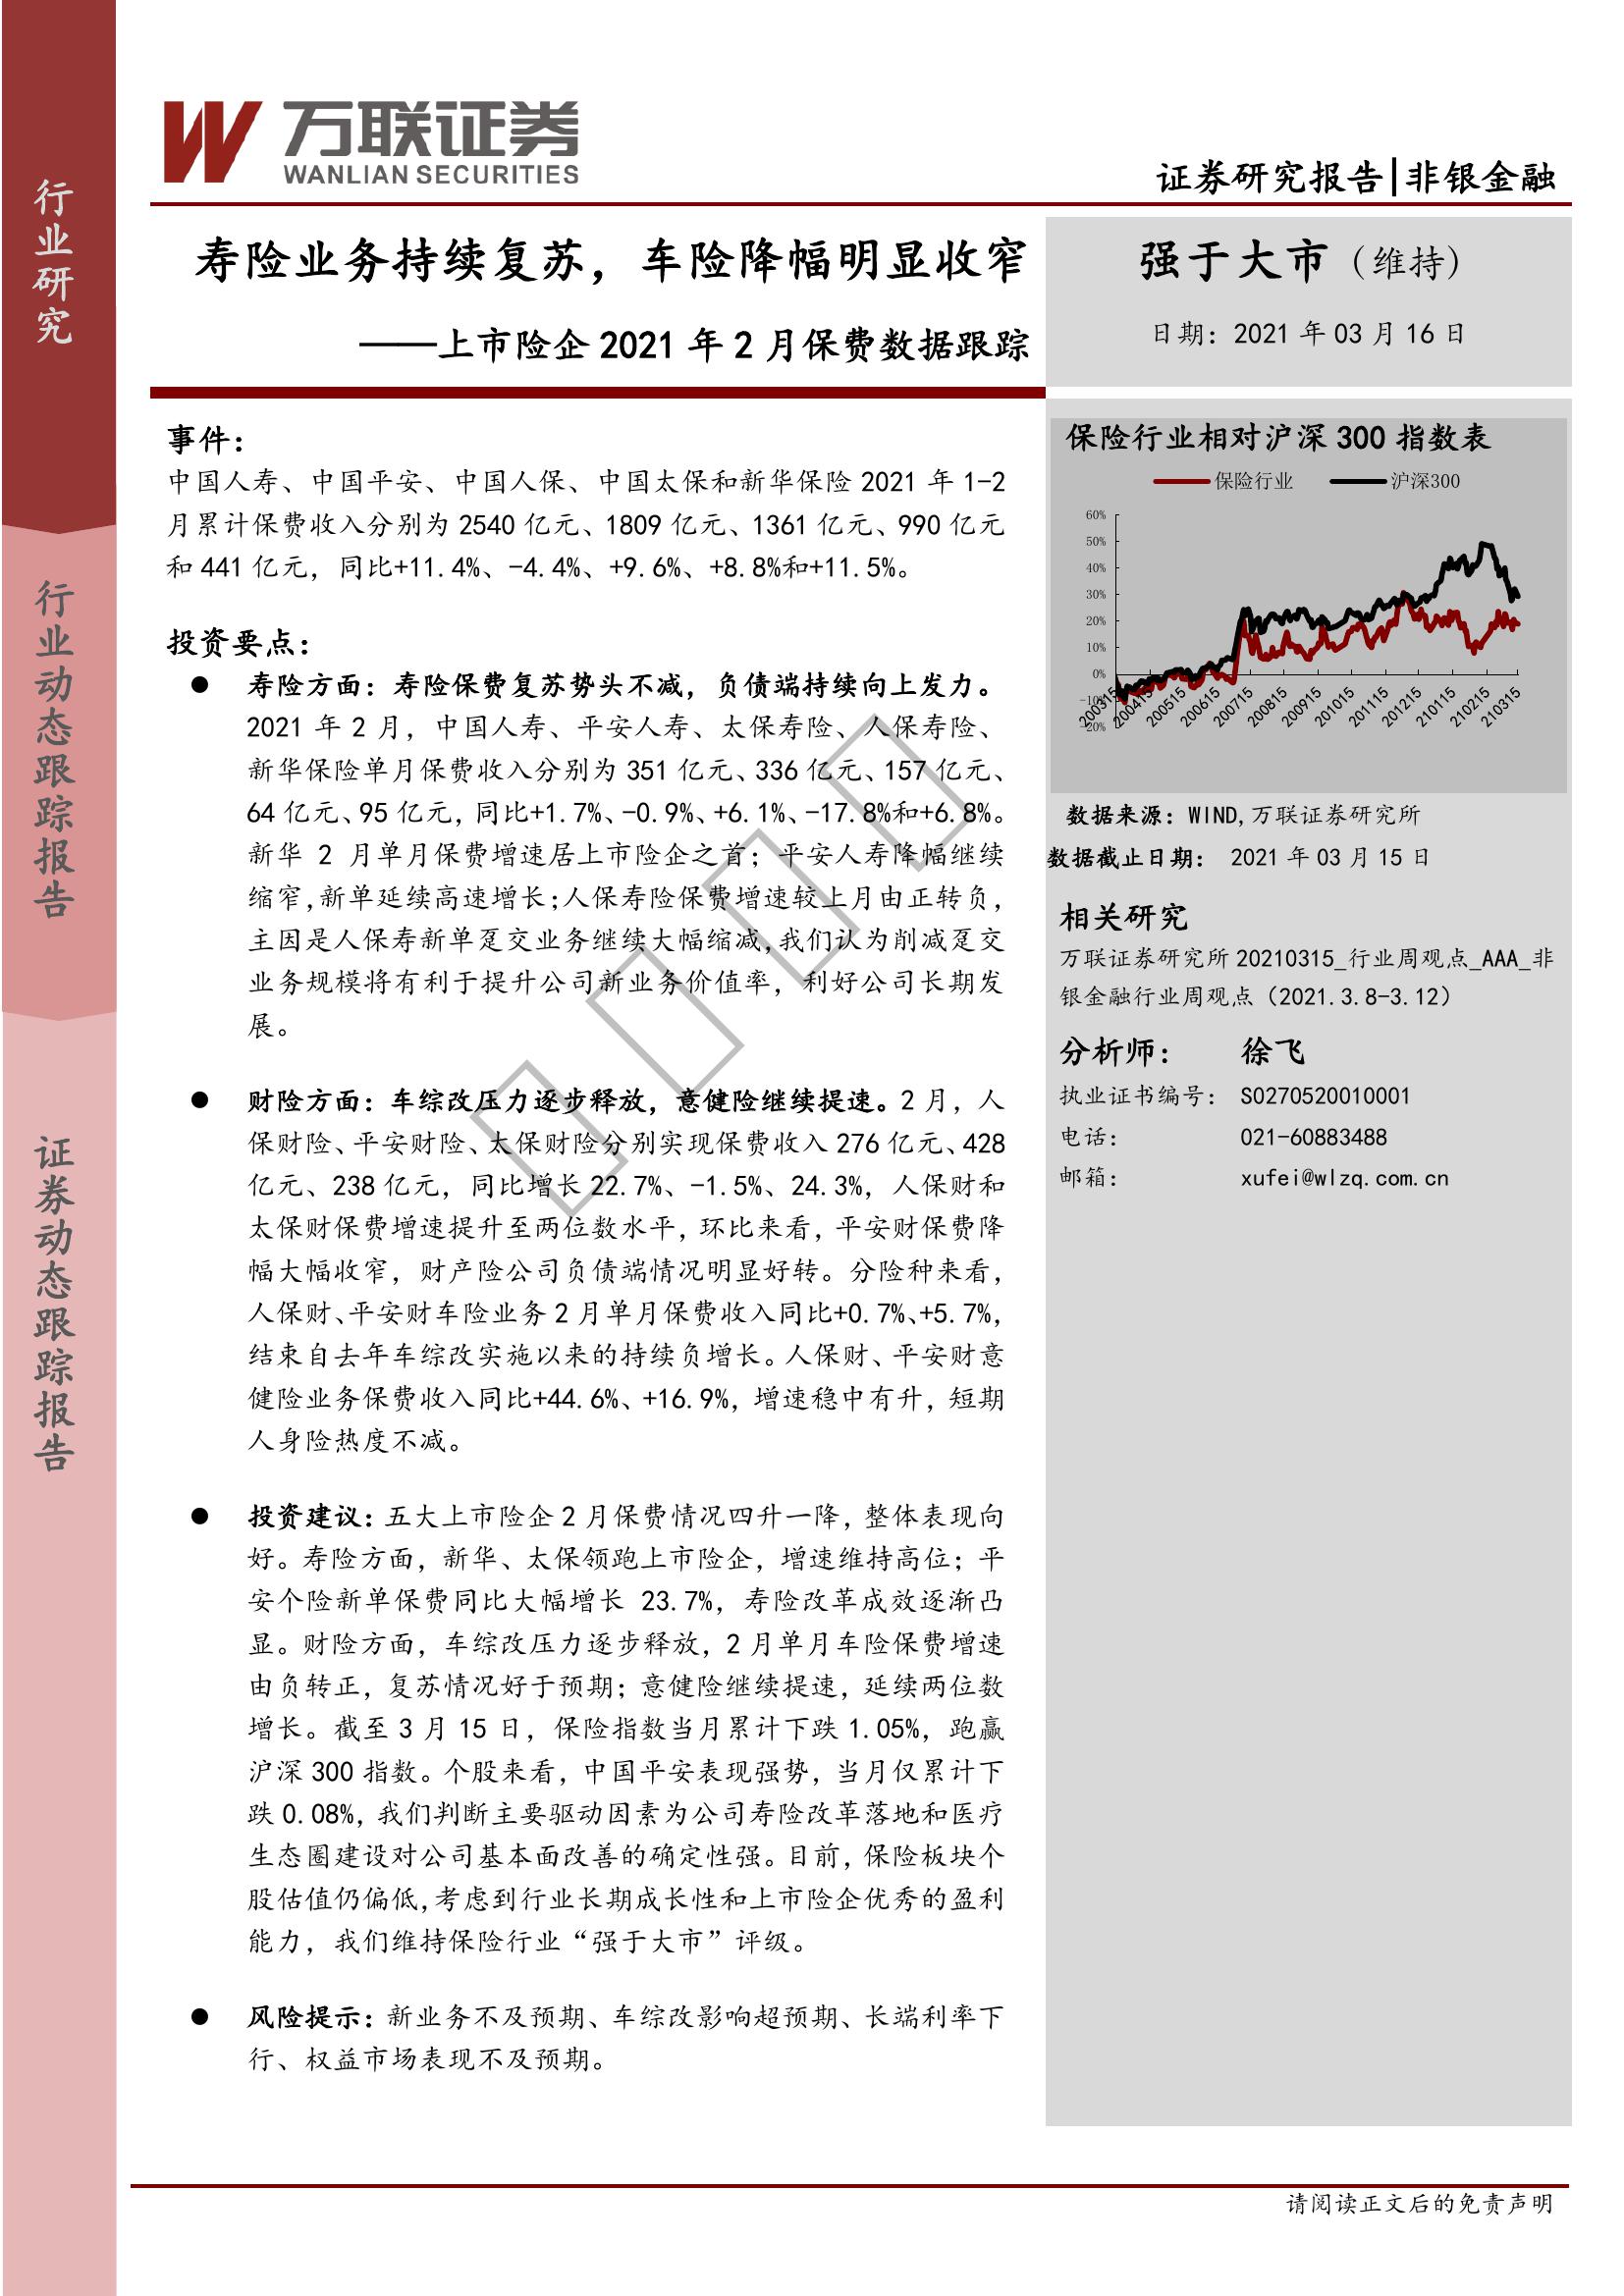 行业研究
行业动态跟踪报告
证券动态跟踪报告
万联证券
WANLIAN SECURITIES
证券研究报告|非银金融
寿险业务持续复苏，车险降幅明显收窄
——上市险企 2021 年 2 月保费数据跟踪
强于大市（维持）
日期：2021 年 03 月 16 日
事件：
中国人寿、中国平安、中国人保、中国太保和新华保险 2021 年 1-2
月累计保费收入分别为 2540 亿元、1809 亿元、1361 亿元、990 亿元
和 441 亿元，同比+11.4%、-4.4%、+9.6%、+8.8%和+11.5%。
投资要点：
● 寿险方面：寿险保费复苏势头不减，负债端持续向上发力。
2021 年 2 月，中国人寿、平安人寿、太保寿险、人保寿险、
新华保险单月保费收入分别为 351 亿元、336 亿元、157 亿元、
64 亿元、95 亿元，同比+1.7%、-0.9%、+6.1%、-17.8%和+6.8%。
新华 2 月单月保费增速居上市险企之首；平安人寿降幅继续
缩窄，新单延续高速增长；人保寿险保费增速较上月由正转负，
主因是人保寿新单趸交业务继续大幅缩减，我们认为削减趸交
业务规模将有利于提升公司新业务价值率，利好公司长期发
展。
● 财险方面：车综改压力逐步释放，意健险继续提速。2 月，人
保财险、平安财险、太保财险分别实现保费收入 276 亿元、428
亿元、238 亿元，同比增长 22.7%、-1.5%、24.3%，人保财和
太保财保费增速提升至两位数水平，环比来看，平安财保费降
幅大幅收窄，财产险公司负债端情况明显好转。分险种来看，
人保财、平安财车险业务 2 月单月保费收入同比+0.7%、+5.7%，
结束自去年车综改实施以来的持续负增长。人保财、平安财意
健险业务保费收入同比+44.6%、+16.9%，增速稳中有升，短期
人身险热度不减。
● 投资建议：五大上市险企 2 月保费情况四升一降，整体表现向
好。寿险方面，新华、太保领跑上市险企，增速维持高位；平
安个险新单保费同比大幅增长 23.7%，寿险改革成效逐渐凸
显。财险方面，车综改压力逐步释放，2 月单月车险保费增速
由负转正，复苏情况好于预期；意健险继续提速，延续两位数
增长。截至 3 月 15 日，保险指数当月累计下跌 1.05%，跑赢
沪深 300 指数。个股来看，中国平安表现强势，当月仅累计下
跌 0.08%，我们判断主要驱动因素为公司寿险改革落地和医疗
生态圈建设对公司基本面改善的确定性强。目前，保险板块个
股估值仍偏低，考虑到行业长期成长性和上市险企优秀的盈利
能力，我们维持保险行业“强于大市”评级。
● 风险提示：新业务不及预期、车综改影响超预期、长端利率下
行、权益市场表现不及预期。
保险行业相对沪深 300 指数表
保险行业 沪深300
60%
50%
40%
30%
20%
10%
0%
-10%
-20%
200315 200415 200515 200615 200715 200815 200915 201015 201115 201215 210115 210215 210315
数据来源：WIND,万联证券研究所
数据截止日期： 2021 年 03 月 15 日
相关研究
万联证券研究所 20210315_行业周观点_AAA_非
银金融行业周观点（2021.3.8-3.12）
分析师： 徐飞
执业证书编号： S0270520010001
电话： 021-60883488
邮箱： xufei@wlzq.com.cn
请阅读正文后的免责声明